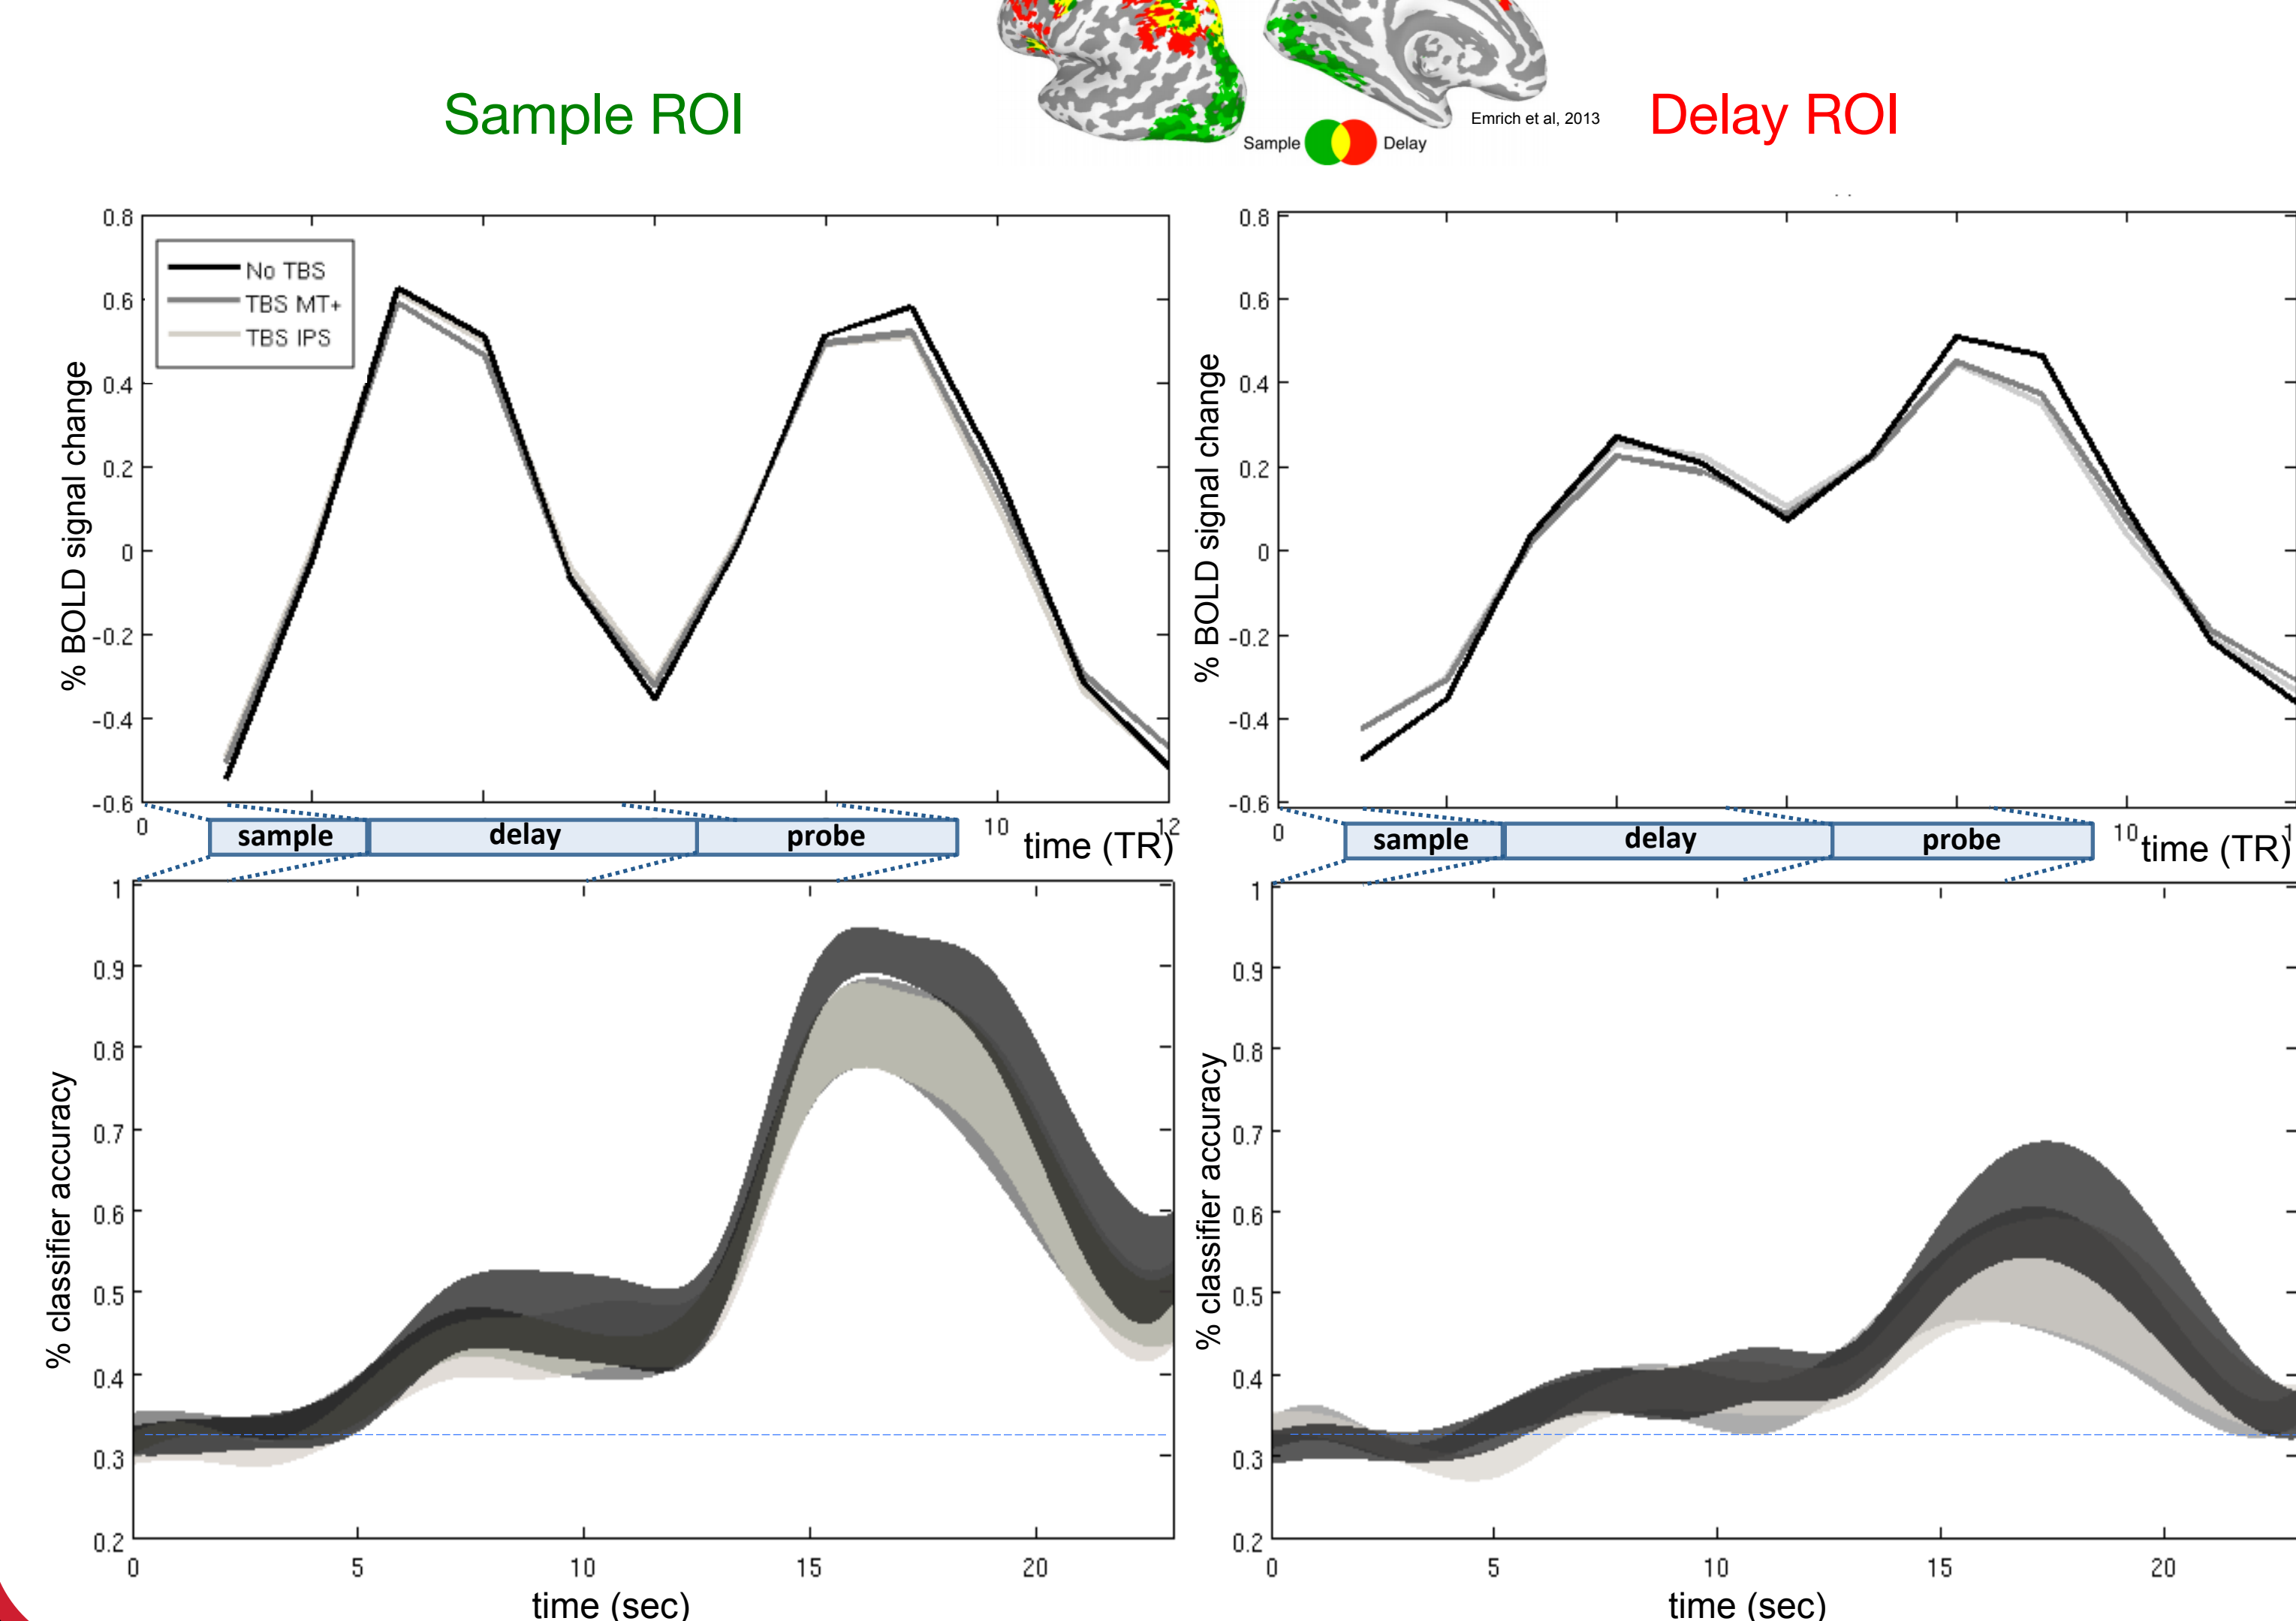 Sample ROI
Emrich et al, 2013
Delay ROI
Sample
Delay
0.8
0.6
0.4
0.2
0
-0.2
-0.4
-0.6
% BOLD signal change
No TBS
TBS MT+
TBS IPS
0
10
12
time (TR)
sample
delay
probe
0.8
0.6
0.4
0.2
0
-0.2
-0.4
-0.6
% BOLD signal change
0
10
time (TR)
sample
delay
probe
1
0.9
0.8
0.7
0.6
0.5
0.4
0.3
0.2
% classifier accuracy
0
5
10
15
20
time (sec)
1
0.9
0.8
0.7
0.6
0.5
0.4
0.3
0.2
% classifier accuracy
0
5
10
15
20
time (sec)